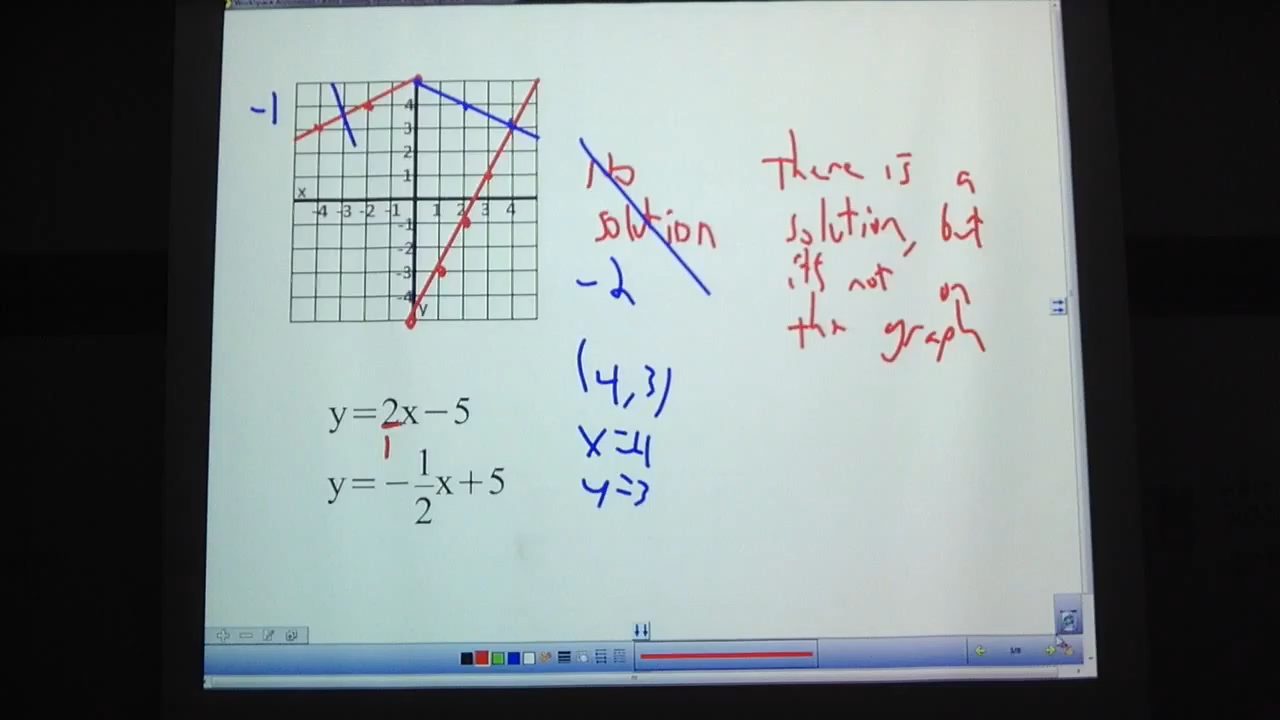 -1
4
3
2
1
x
-4 -3 -2 -1 1 2 3 4
-1
-2
-3
-4
y
No
solution
-2
(4,3)
x=4
y=3
There is a
solution, but
it's not on
the graph
y=2x-5
1
y=-1/2x+5